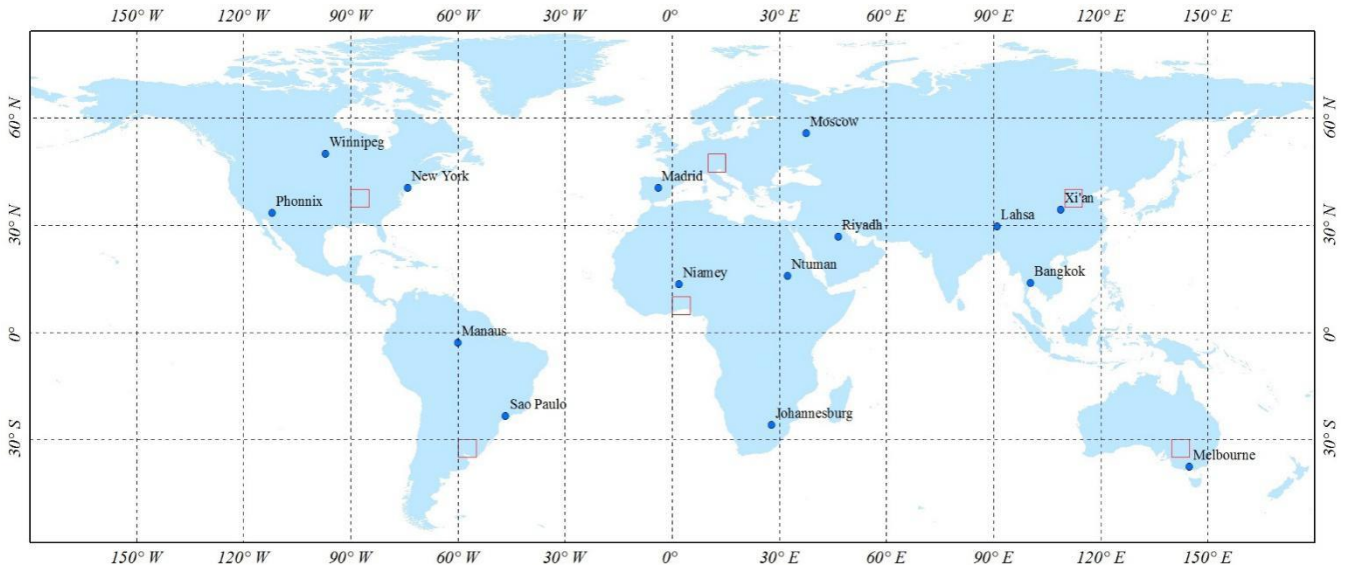 150° W 120° W 90° W 60° W 30° W 0° 30° E 60° E 90° E 120° E 150° E
60° N
60° N
Moscow
Winnipeg
Madrid
New York
Xi'an
Phonnix
30° N
30° N
Lahsa
Riyadh
Niamey
Ntuman
Bangkok
0°
0°
Manaus
Sao Paulo
Johannesburg
30° S
30° S
Melbourne
150° W 120° W 90° W 60° W 30° W 0° 30° E 60° E 90° E 120° E 150° E